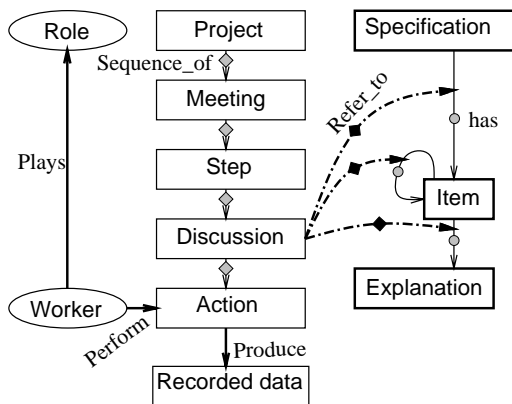 Role
Project
Specification
Sequence_of
Refer_to
Meeting
has
Plays
Step
Item
Discussion
Worker
Action
Explanation
Perform
Produce
Recorded data